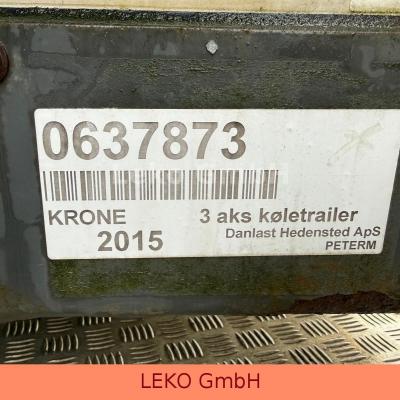 0637873
KRONE 3 aks køletrailer
2015 Danlast Hedensted ApS
PETERM
LEKO GmbH